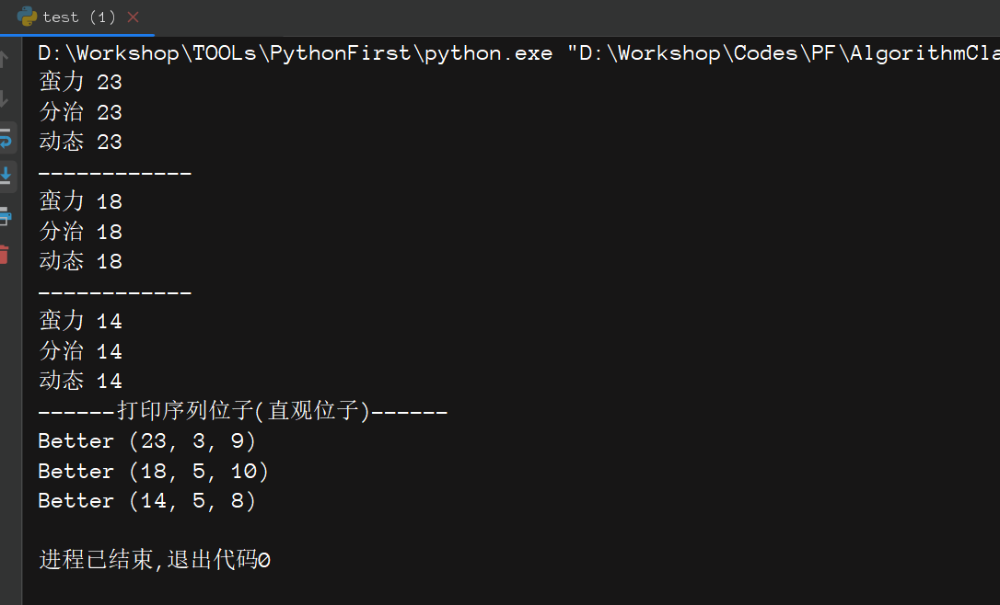 test (1)
D:\Workshop\TOOLs\PythonFirst\python.exe "D:\Workshop\Codes\PF\AlgorithmCla
蛮力 23
分治 23
动态 23
------------
蛮力 18
分治 18
动态 18
------------
蛮力 14
分治 14
动态 14
------打印序列位子(直观位子)------
Better (23, 3, 9)
Better (18, 5, 10)
Better (14, 5, 8)
进程已结束,退出代码0